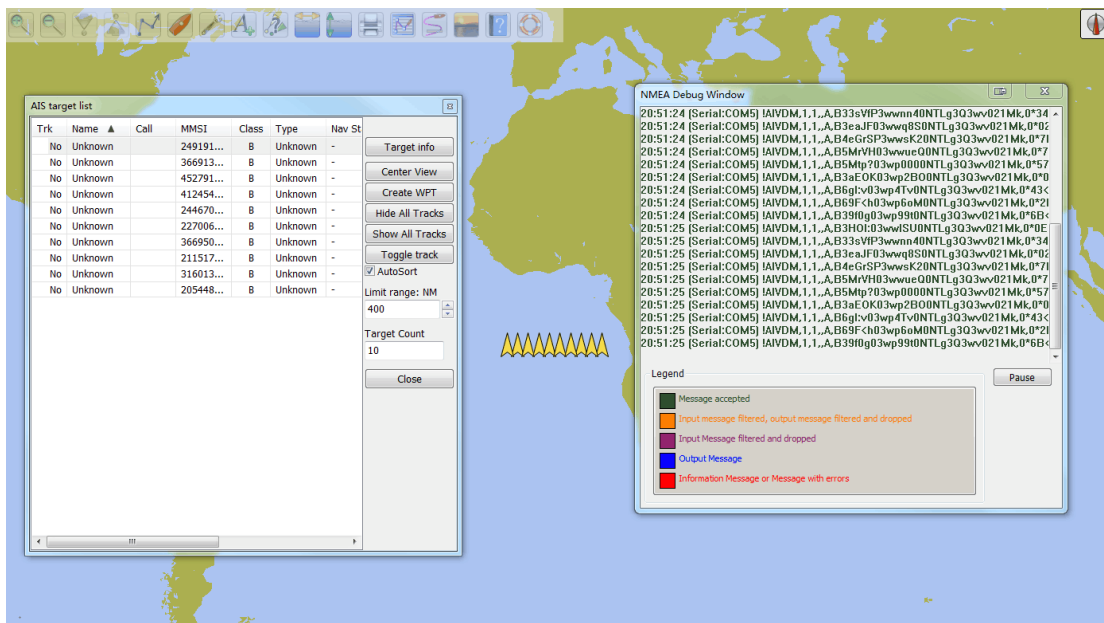 AIS target list
Trk Name ▲ Call MMSI Class Type Nav St
No Unknown 249191... B Unknown -
No Unknown 366913... B Unknown -
No Unknown 452791... B Unknown -
No Unknown 412454... B Unknown -
No Unknown 244670... B Unknown -
No Unknown 227006... B Unknown -
No Unknown 366950... B Unknown -
No Unknown 211517... B Unknown -
No Unknown 316013... B Unknown -
No Unknown 205448... B Unknown -
Target info
Center View
Create WPT
Hide All Tracks
Show All Tracks
Toggle track
AutoSort
Limit range: NM
400
Target Count
10
Close
NMEA Debug Window
20:51:24 (Serial:COM5) !AIVDM,1,1,,A,B33sVfP3wwnn40NTLg3Q3wv021Mk,0*34
20:51:24 (Serial:COM5) !AIVDM,1,1,,A,B3eaJF03wwq8S0NTLg3Q3wv021Mk,0*02
20:51:24 (Serial:COM5) !AIVDM,1,1,,A,B4eGrSP3wwsK20NTLg3Q3wv021Mk,0*7
20:51:24 (Serial:COM5) !AIVDM,1,1,,A,B5MrVH03wwueQ0NTLg3Q3wv021Mk,0*7
20:51:24 (Serial:COM5) !AIVDM,1,1,,A,B5Mtp?03wp0000NTLg3Q3wv021Mk,0*57
20:51:24 (Serial:COM5) !AIVDM,1,1,,A,B3aEOK03wp2BO0NTLg3Q3wv021Mk,0*0
20:51:24 (Serial:COM5) !AIVDM,1,1,,A,B6gI:v03wp4Tv0NTLg3Q3wv021Mk,0*43<
20:51:24 (Serial:COM5) !AIVDM,1,1,,A,B69F<h03wp6oM0NTLg3Q3wv021Mk,0*2
20:51:24 (Serial:COM5) !AIVDM,1,1,,A,B39f0g03wp99t0NTLg3Q3wv021Mk,0*6B<
20:51:25 (Serial:COM5) !AIVDM,1,1,,A,B3HOI:03wwlSU0NTLg3Q3wv021Mk,0*0E
20:51:25 (Serial:COM5) !AIVDM,1,1,,A,B33sVfP3wwnn40NTLg3Q3wv021Mk,0*34
20:51:25 (Serial:COM5) !AIVDM,1,1,,A,B3eaJF03wwq8S0NTLg3Q3wv021Mk,0*02
20:51:25 (Serial:COM5) !AIVDM,1,1,,A,B4eGrSP3wwsK20NTLg3Q3wv021Mk,0*7
20:51:25 (Serial:COM5) !AIVDM,1,1,,A,B5MrVH03wwueQ0NTLg3Q3wv021Mk,0*7
20:51:25 (Serial:COM5) !AIVDM,1,1,,A,B5Mtp?03wp0000NTLg3Q3wv021Mk,0*57
20:51:25 (Serial:COM5) !AIVDM,1,1,,A,B3aEOK03wp2BO0NTLg3Q3wv021Mk,0*0
20:51:25 (Serial:COM5) !AIVDM,1,1,,A,B6gI:v03wp4Tv0NTLg3Q3wv021Mk,0*43<
20:51:25 (Serial:COM5) !AIVDM,1,1,,A,B69F<h03wp6oM0NTLg3Q3wv021Mk,0*2
20:51:25 (Serial:COM5) !AIVDM,1,1,,A,B39f0g03wp99t0NTLg3Q3wv021Mk,0*6B<
Legend
Message accepted
Input message filtered, output message filtered and dropped
Input Message filtered and dropped
Output Message
Information Message or Message with errors
Pause